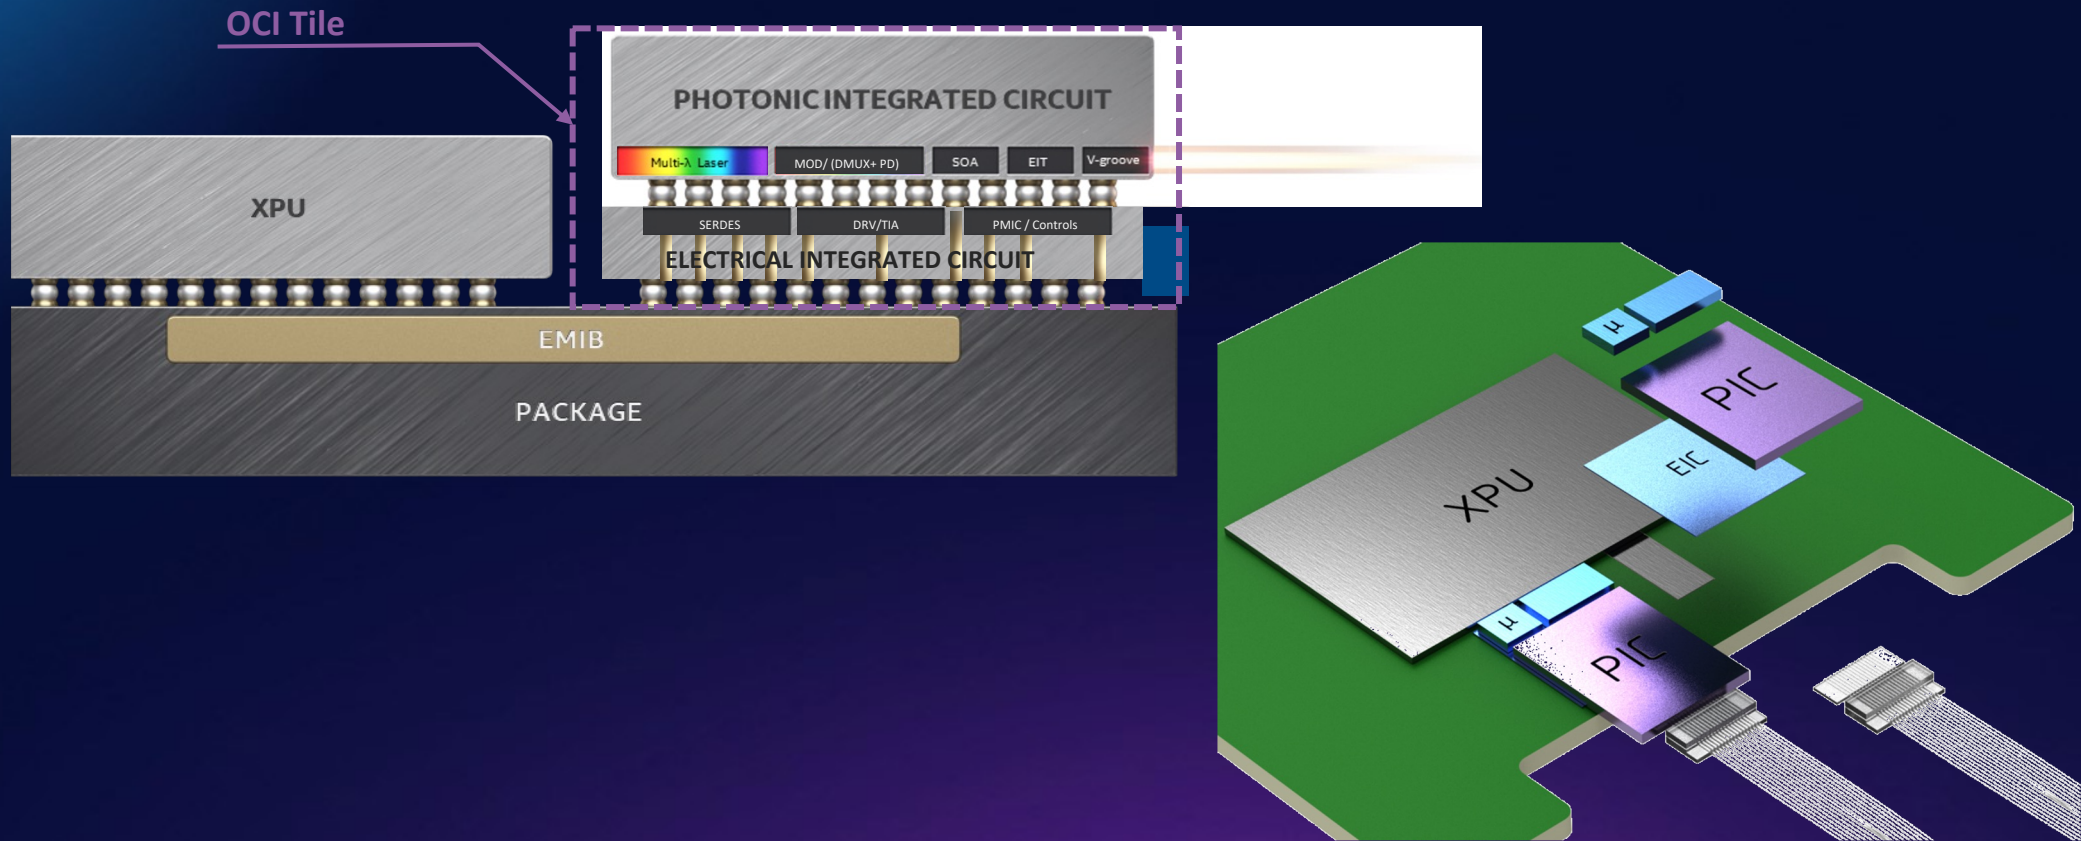 OCI Tile
PHOTONIC INTEGRATED CIRCUIT
Multi-λ Laser
MOD/ (DMUX+ PD)
SOA
EIT
V-groove
XPU
SERDES
DRV/TIA
PMIC / Controls
ELECTRICAL INTEGRATED CIRCUIT
EMIB
PACKAGE
μ
PIC
EIC
XPU
μ
PIC